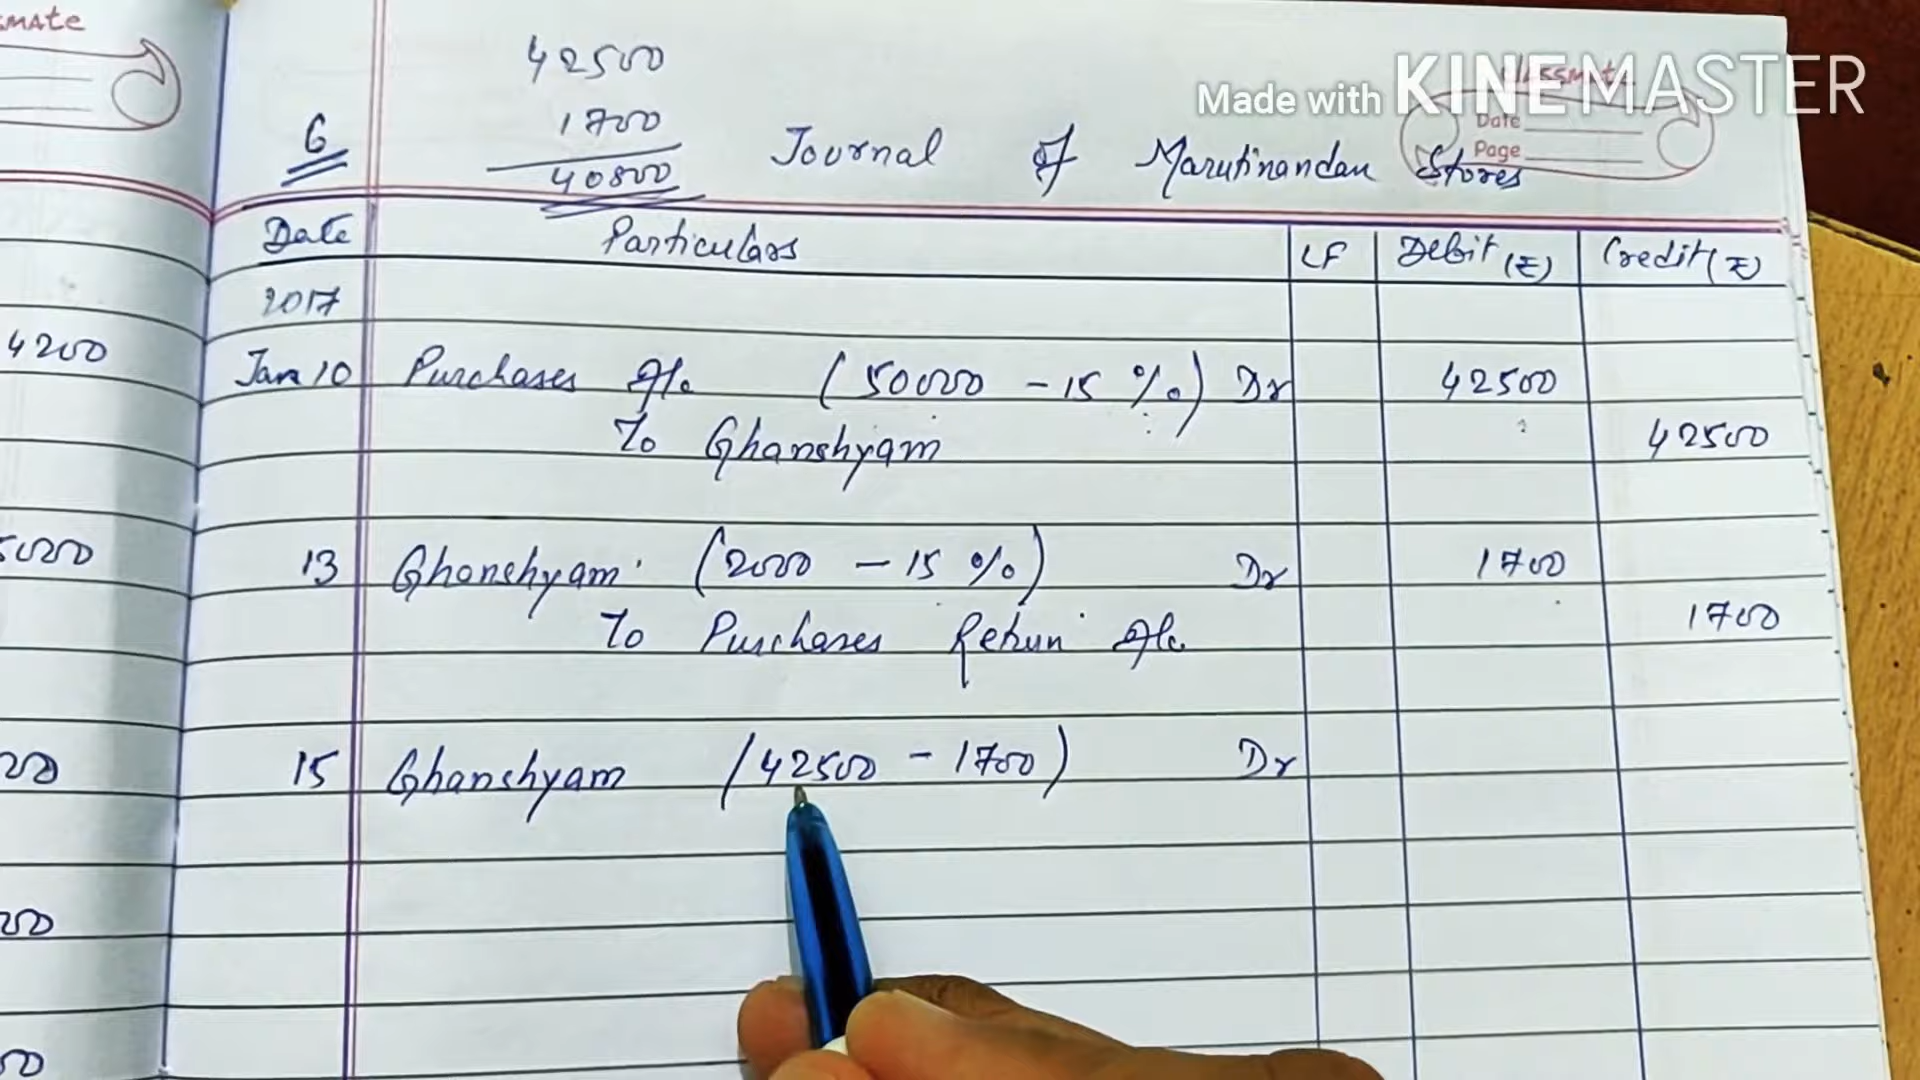 Made with KINEMASTER
classmate
Date
Page
42500
1700
40800
6
Journal of Marutinandan Stores
Date Particulars LF Debit (₹) Credit (₹)
2017
Jan 10 Purchases A/c (50000 - 15 %) Dr 42500
To Ghanshyam 42500
13 Ghanshyam (2000 - 15 %) Dr 1700
To Purchases Return A/c 1700
15 Ghanshyam (42500 - 1700) Dr
4200